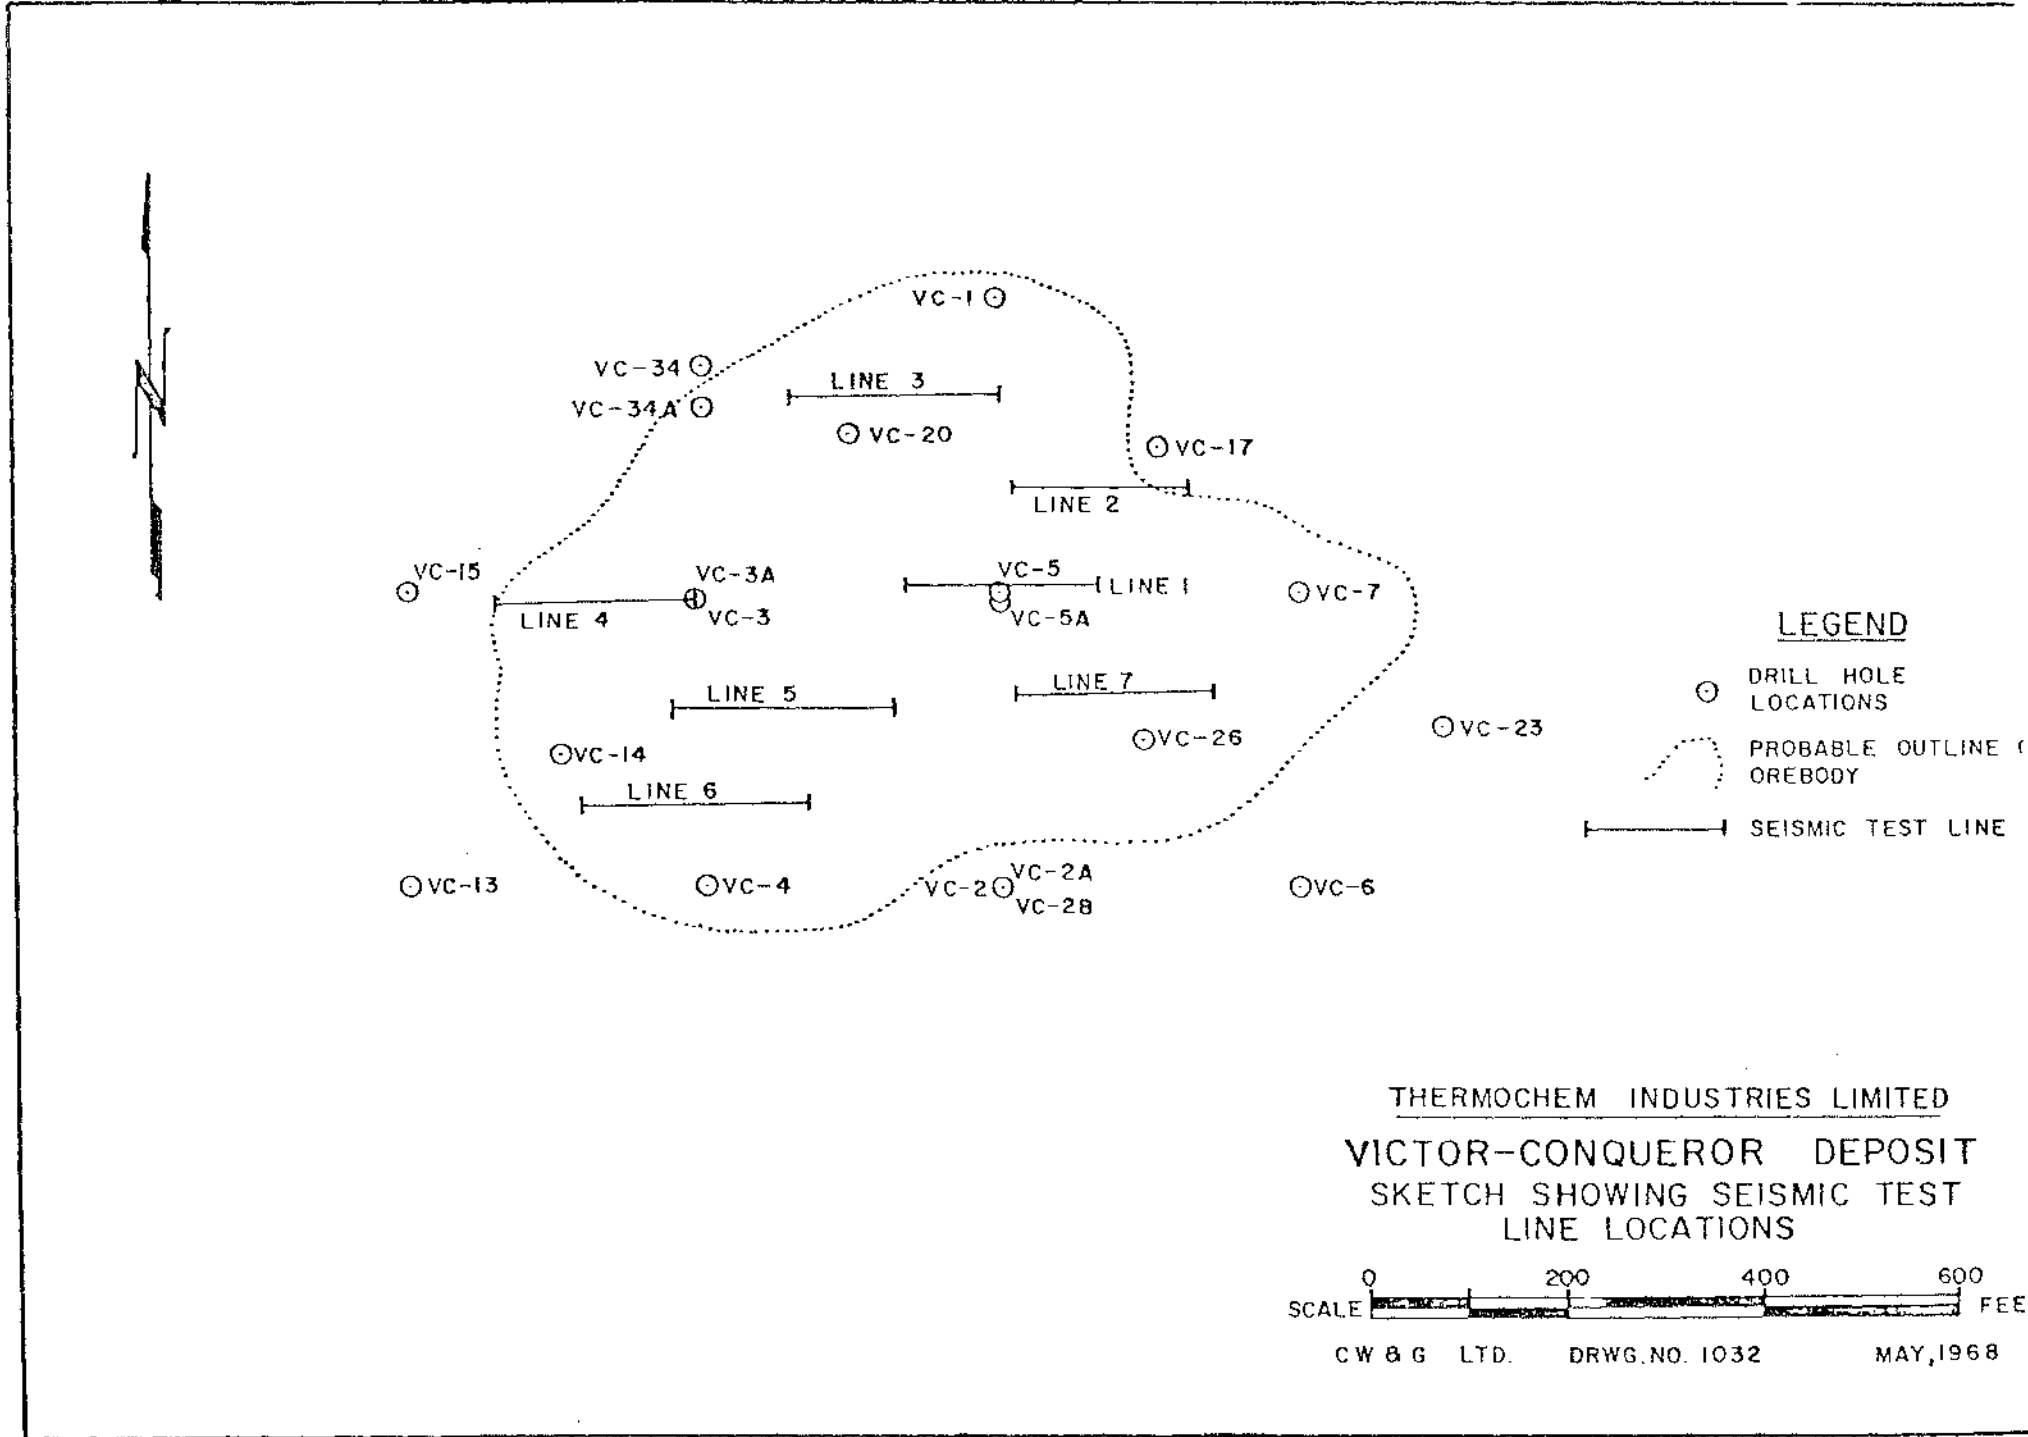 VC-1
VC-34
LINE 3
VC-34A
VC-20
VC-17
LINE 2
VC-15
VC-3A
VC-5
LINE 1
VC-7
LINE 4
VC-3
VC-5A
LEGEND
DRILL HOLE
LOCATIONS
LINE 5
LINE 7
VC-14
VC-26
VC-23
PROBABLE OUTLINE
OREBODY
LINE 6
SEISMIC TEST LINE
VC-13
VC-4
VC-2
VC-2A
VC-2B
VC-6
THERMOCHEM INDUSTRIES LIMITED
VICTOR-CONQUEROR DEPOSIT
SKETCH SHOWING SEISMIC TEST
LINE LOCATIONS
0 200 400 600
SCALE FEE
CW & G LTD. DRWG. NO. 1032 MAY, 1968